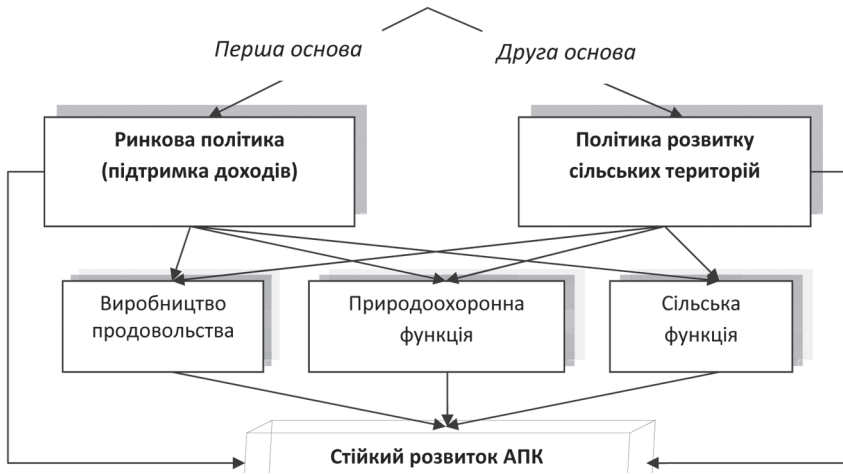 Перша основа
Друга основа
Ринкова політика
(підтримка доходів)
Політика розвитку
сільських територій
Виробництво
продовольства
Природоохоронна
функція
Сільська
функція
Стійкий розвиток АПК